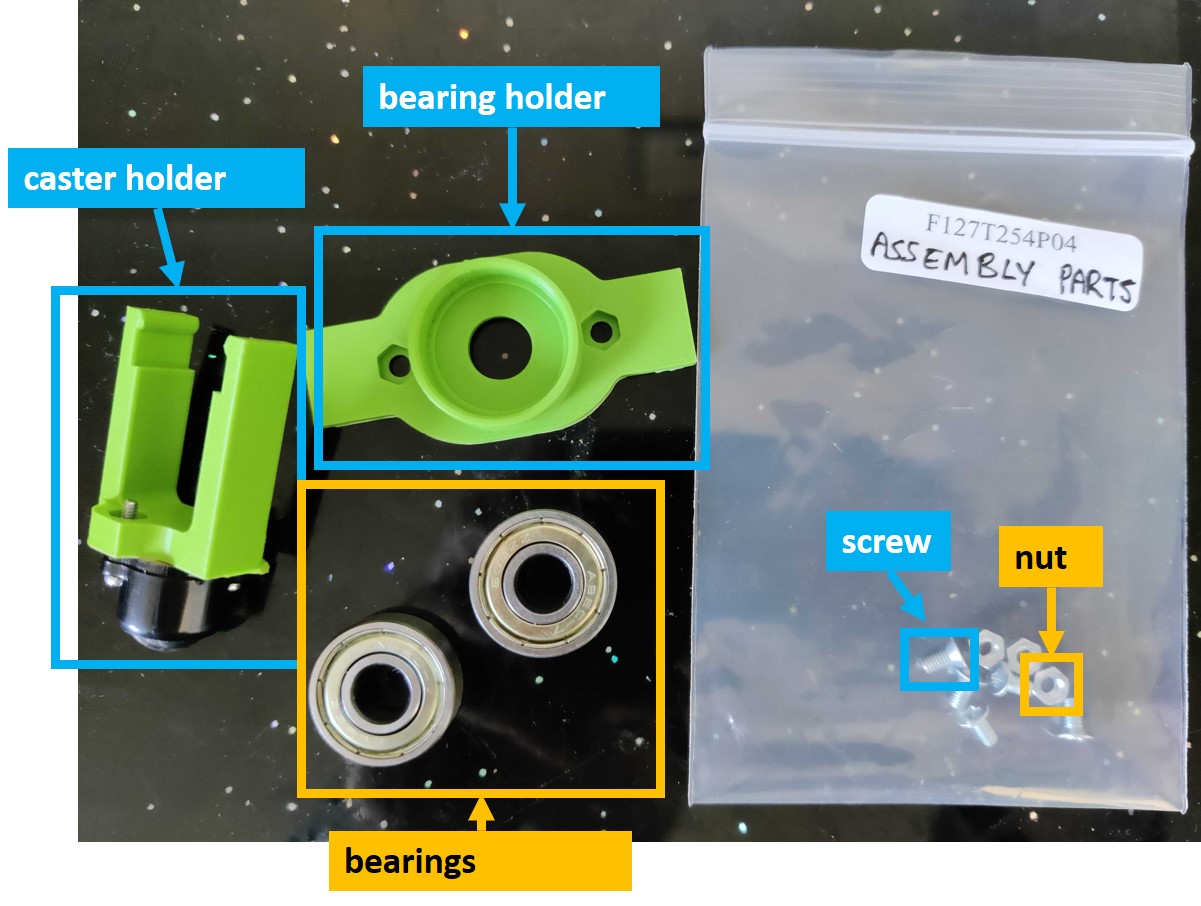 bearing holder
caster holder
F127T254P04
ASSEMBLY PARTS
screw
nut
bearings